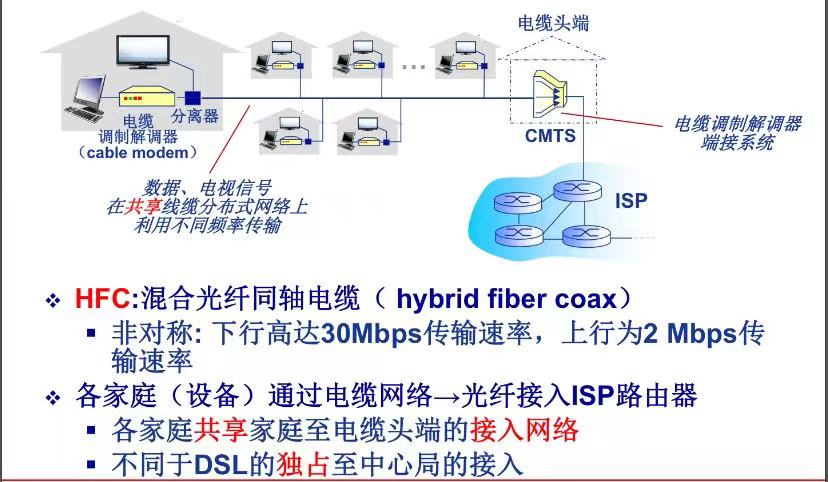 电缆头端
...
分离器
电缆
调制解调器
（cable modem）
CMTS
电缆调制解调器
端接系统
数据、电视信号
在共享线缆分布式网络上
利用不同频率传输
ISP
HFC:混合光纤同轴电缆（ hybrid fiber coax）
非对称: 下行高达30Mbps传输速率，上行为2 Mbps传
输速率
各家庭（设备）通过电缆网络→光纤接入ISP路由器
各家庭共享家庭至电缆头端的接入网络
不同于DSL的独占至中心局的接入